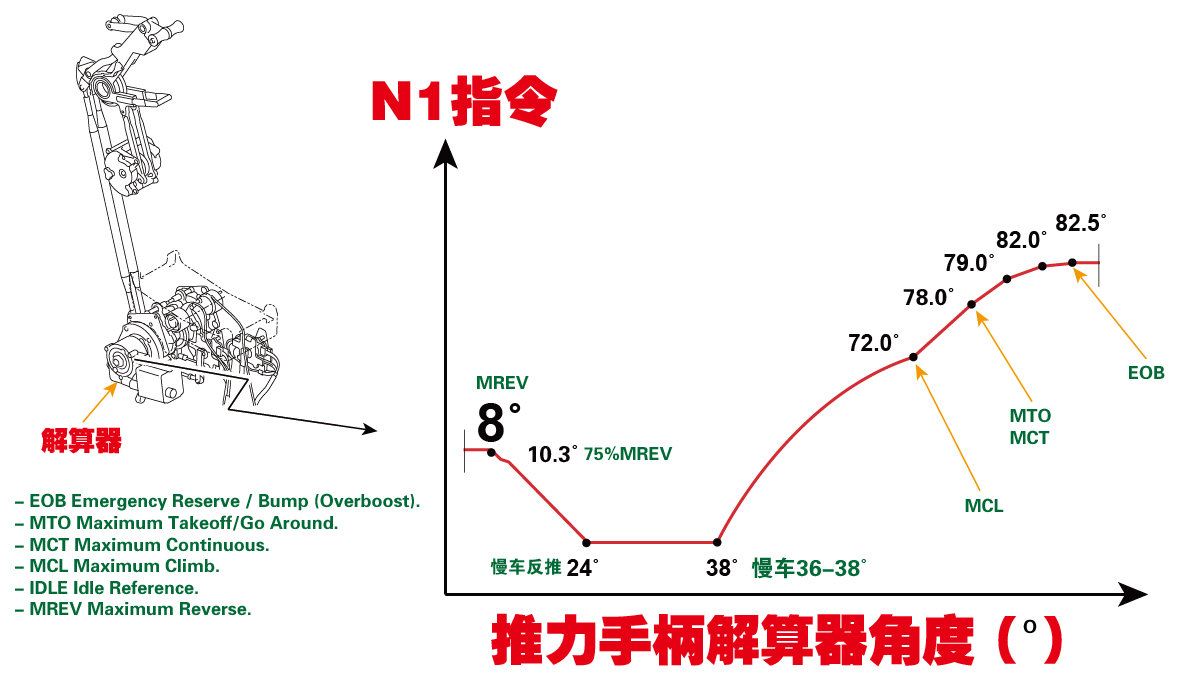 N1指令
82.5°
82.0°
79.0°
78.0°
72.0°
EOB
MREV
8°
MTO
MCT
10.3° 75%MREV
解算器
MCL
– EOB Emergency Reserve / Bump (Overboost).
– MTO Maximum Takeoff/Go Around.
– MCT Maximum Continuous.
– MCL Maximum Climb.
– IDLE Idle Reference.
– MREV Maximum Reverse.
慢车反推 24°
38° 慢车36–38°
推力手柄解算器角度（°）